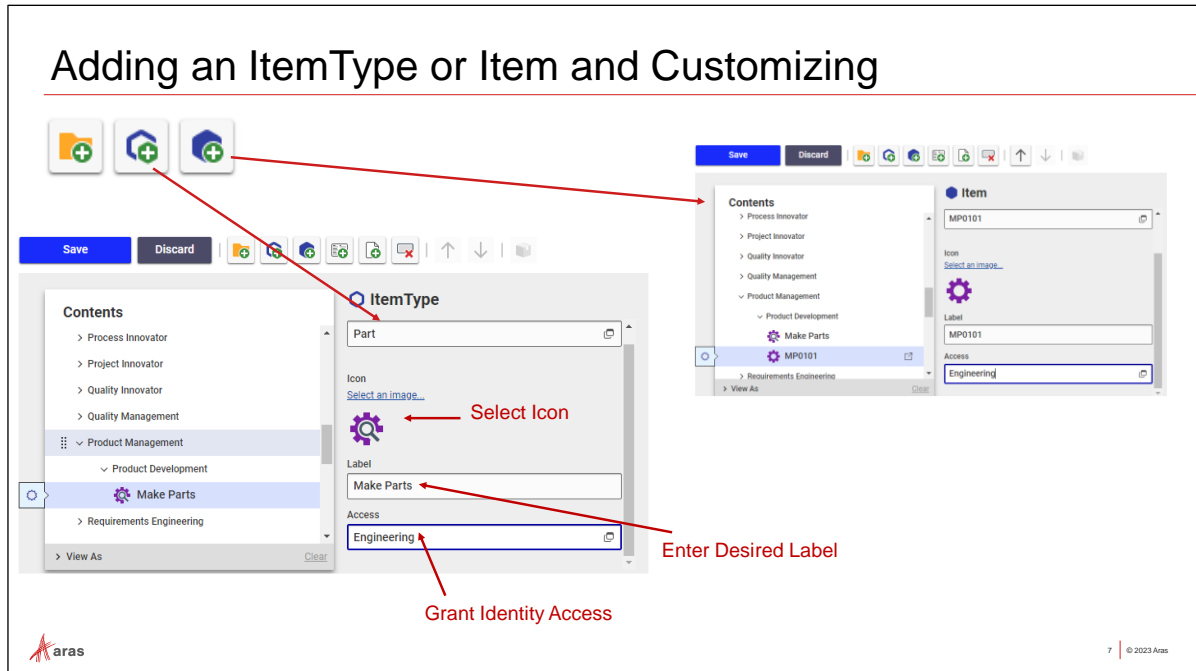 Adding an ItemType or Item and Customizing
Save
Discard
Contents
> Process Innovator
> Project Innovator
> Quality Innovator
> Quality Management
Product Management
Product Development
Make Parts
> Requirements Engineering
> View As
Clear
ItemType
Part
Icon
Select an image...
Label
Make Parts
Access
Engineering
Select Icon
Enter Desired Label
Grant Identity Access
Save
Discard
Contents
> Process Innovator
> Project Innovator
> Quality Innovator
> Quality Management
Product Management
Product Development
Make Parts
MP0101
> Requirements Engineering
> View As
Clear
Item
MP0101
Icon
Select an image...
Label
MP0101
Access
Engineering
aras
7
© 2023 Aras